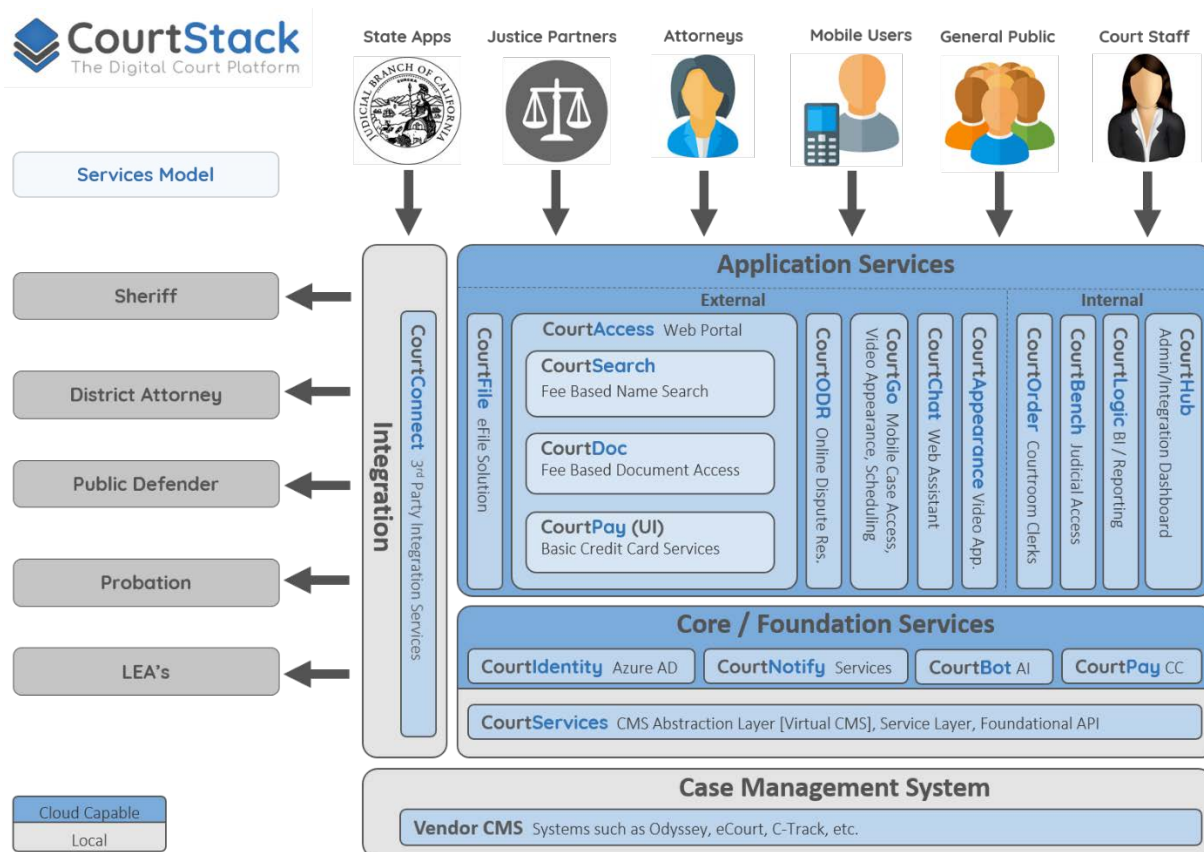 CourtStack
The Digital Court Platform
State Apps
Justice Partners
Attorneys
Mobile Users
General Public
Court Staff
JUDICIAL BRANCH OF CALIFORNIA
EUREKA
Services Model
Sheriff
District Attorney
Public Defender
Probation
LEA's
Integration
CourtConnect 3rd Party Integration Services
Application Services
External
Internal
CourtFile eFile Solution
CourtAccess Web Portal
CourtSearch
Fee Based Name Search
CourtDoc
Fee Based Document Access
CourtPay (UI)
Basic Credit Card Services
CourtODR Online Dispute Res.
CourtGo Mobile Case Access,
Video Appearance, Scheduling
CourtChat Web Assistant
CourtAppearance Video App.
CourtOrder Courtroom Clerks
CourtBench Judicial Access
CourtLogic BI / Reporting
CourtHub
Admin/Integration Dashboard
Core / Foundation Services
CourtIdentity Azure AD
CourtNotify Services
CourtBot AI
CourtPay CC
CourtServices CMS Abstraction Layer [Virtual CMS], Service Layer, Foundational API
Case Management System
Vendor CMS Systems such as Odyssey, eCourt, C-Track, etc.
Cloud Capable
Local